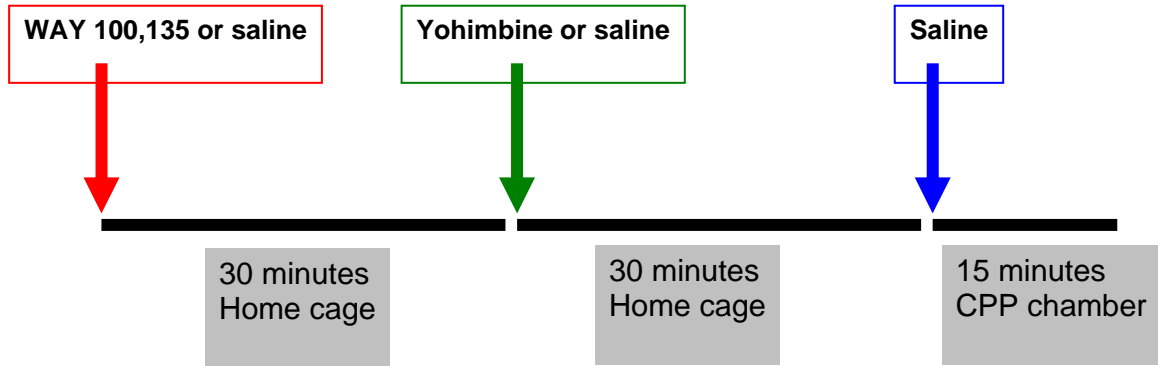 WAY 100,135 or saline
Yohimbine or saline
Saline
30 minutes
Home cage
30 minutes
Home cage
15 minutes
CPP chamber